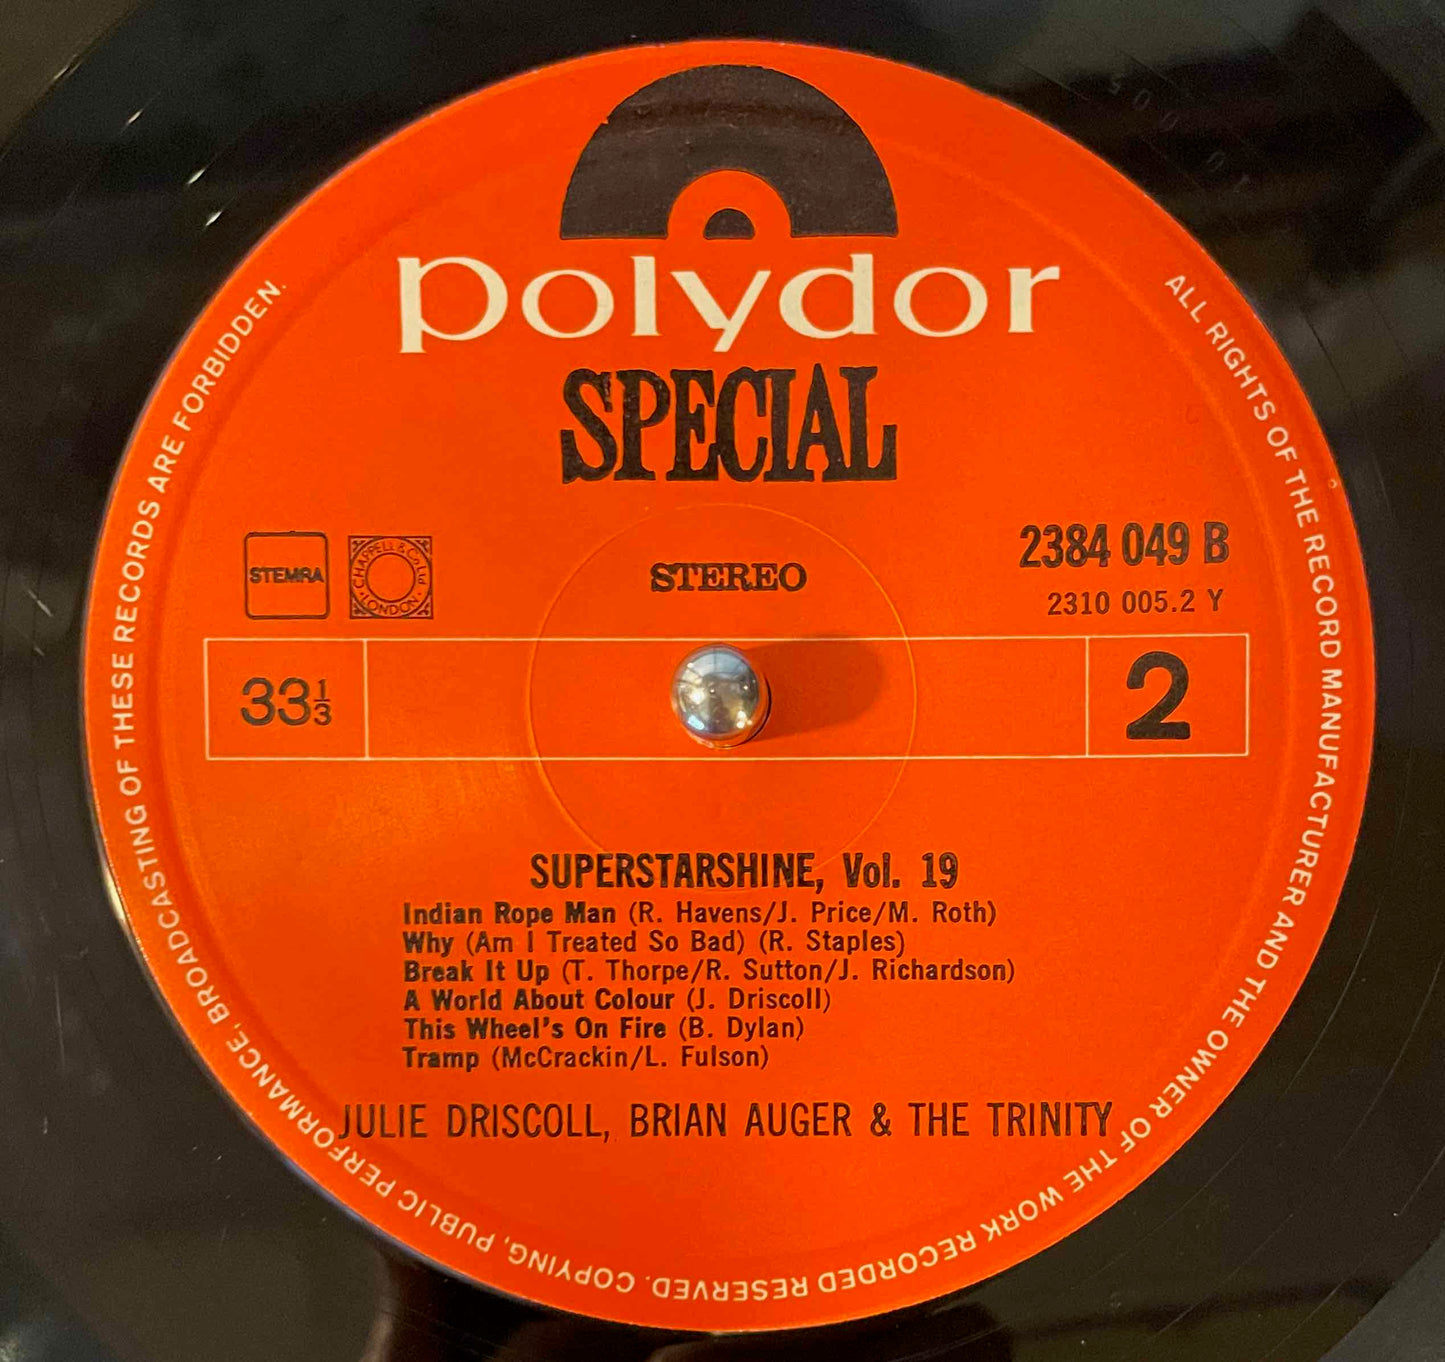 polydor
SPECIAL
STEMRA
CHAPPELL & Co Ltd
· LONDON ·
STEREO
2384 049 B
2310 005.2 Y
33⅓
2
SUPERSTARSHINE, Vol. 19
Indian Rope Man (R. Havens/J. Price/M. Roth)
Why (Am I Treated So Bad) (R. Staples)
Break It Up (T. Thorpe/R. Sutton/J. Richardson)
A World About Colour (J. Driscoll)
This Wheel's On Fire (B. Dylan)
Tramp (McCrackin/L. Fulson)
JULIE DRISCOLL, BRIAN AUGER & THE TRINITY
ALL RIGHTS OF THE RECORD MANUFACTURER AND THE OWNER OF THE WORK RECORDED RESERVED. COPYING, PUBLIC PERFORMANCE, BROADCASTING OF THESE RECORDS ARE FORBIDDEN.